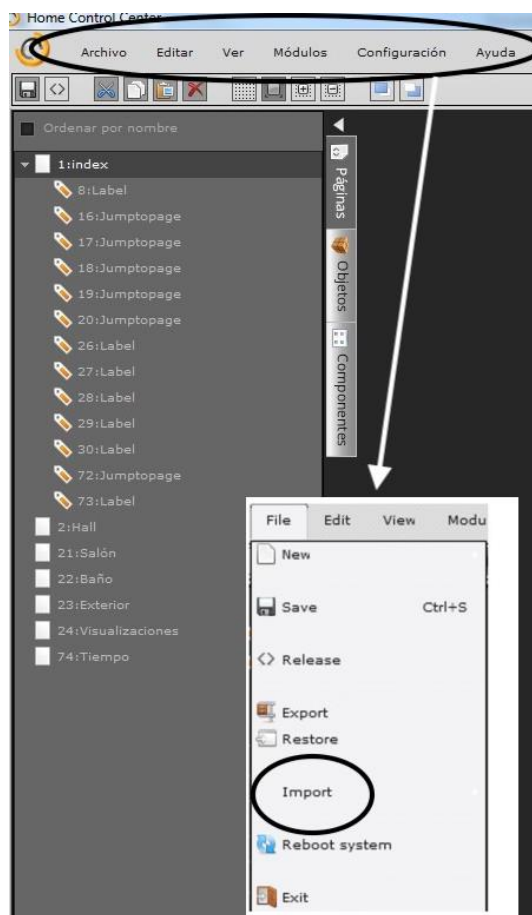 Home Control Center
Archivo Editar Ver Módulos Configuración Ayuda
Ordenar por nombre
1:index
8:Label
16:Jumptopage
17:Jumptopage
18:Jumptopage
19:Jumptopage
20:Jumptopage
26:Label
27:Label
28:Label
29:Label
30:Label
72:Jumptopage
73:Label
2:Hall
21:Salón
22:Baño
23:Exterior
24:Visualizaciones
74:Tiempo
Páginas
Objetos
Componentes
File Edit View Modu
New
Save Ctrl+S
Release
Export
Restore
Import
Reboot system
Exit